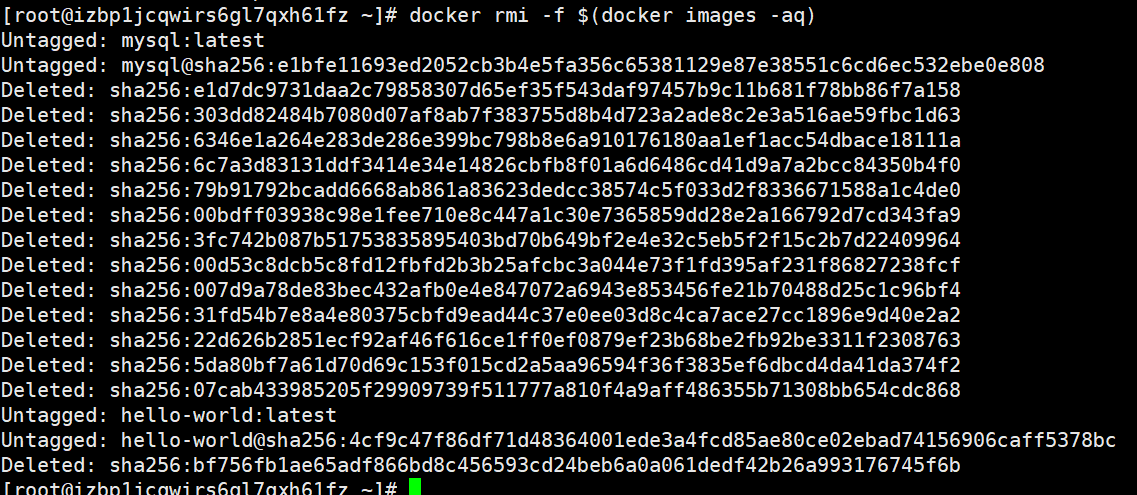 [root@izbp1jcqwirs6gl7qxh61fz ~]# docker rmi -f $(docker images -aq)
Untagged: mysql:latest
Untagged: mysql@sha256:e1bfe11693ed2052cb3b4e5fa356c65381129e87e38551c6cd6ec532ebe0e808
Deleted: sha256:e1d7dc9731daa2c79858307d65ef35f543daf97457b9c11b681f78bb86f7a158
Deleted: sha256:303dd82484b7080d07af8ab7f383755d8b4d723a2ade8c2e3a516ae59fbc1d63
Deleted: sha256:6346e1a264e283de286e399bc798b8e6a910176180aa1ef1acc54dbace18111a
Deleted: sha256:6c7a3d83131ddf3414e34e14826cbfb8f01a6d6486cd41d9a7a2bcc84350b4f0
Deleted: sha256:79b91792bcadd6668ab861a83623dedcc38574c5f033d2f8336671588a1c4de0
Deleted: sha256:00bdff03938c98e1fee710e8c447a1c30e7365859dd28e2a166792d7cd343fa9
Deleted: sha256:3fc742b087b51753835895403bd70b649bf2e4e32c5eb5f2f15c2b7d22409964
Deleted: sha256:00d53c8dcb5c8fd12fbfd2b3b25afcbc3a044e73f1fd395af231f86827238fcf
Deleted: sha256:007d9a78de83bec432afb0e4e847072a6943e853456fe21b70488d25c1c96bf4
Deleted: sha256:31fd54b7e8a4e80375cbfd9ead44c37e0ee03d8c4ca7ace27cc1896e9d40e2a2
Deleted: sha256:22d626b2851ecf92af46f616ce1ff0ef0879ef23b68be2fb92be3311f2308763
Deleted: sha256:5da80bf7a61d70d69c153f015cd2a5aa96594f36f3835ef6dbcd4da41da374f2
Deleted: sha256:07cab433985205f29909739f511777a810f4a9aff486355b71308bb654cdc868
Untagged: hello-world:latest
Untagged: hello-world@sha256:4cf9c47f86df71d48364001ede3a4fcd85ae80ce02ebad74156906caff5378bc
Deleted: sha256:bf756fb1ae65adf866bd8c456593cd24beb6a0a061dedf42b26a993176745f6b
[root@izbp1jcqwirs6gl7qxh61fz ~]#